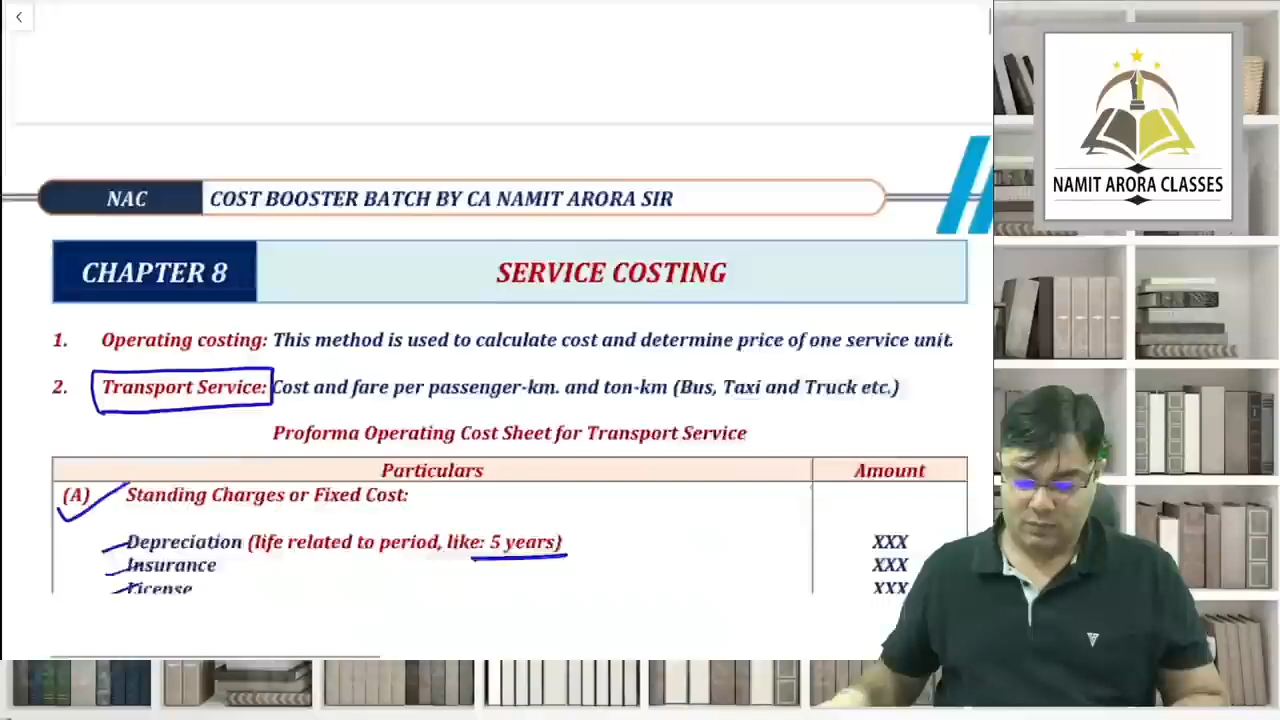 NAMIT ARORA CLASSES
NAC COST BOOSTER BATCH BY CA NAMIT ARORA SIR
CHAPTER 8 SERVICE COSTING
1. Operating costing: This method is used to calculate cost and determine price of one service unit.
2. Transport Service: Cost and fare per passenger-km. and ton-km (Bus, Taxi and Truck etc.)
Proforma Operating Cost Sheet for Transport Service
Particulars Amount
(A) Standing Charges or Fixed Cost:
Depreciation (life related to period, like: 5 years) XXX
Insurance XXX
License XXX